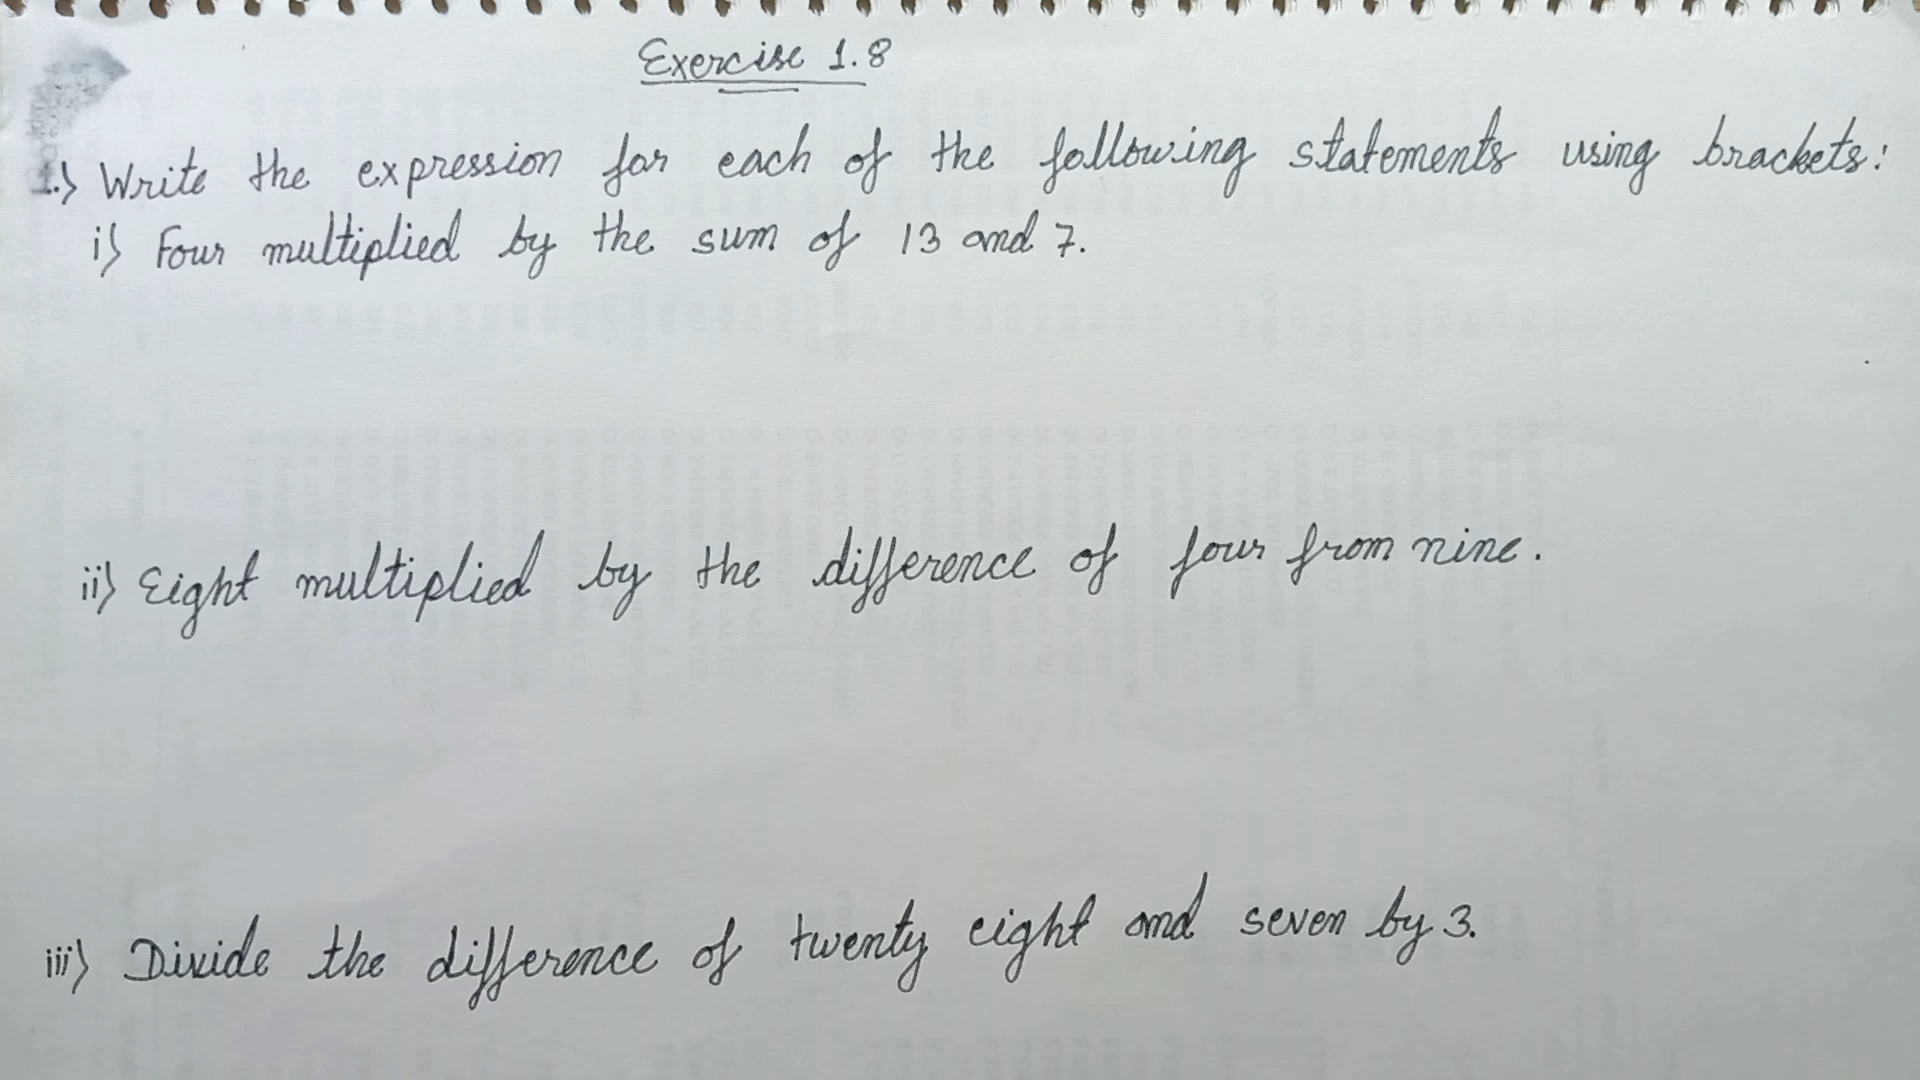 Exercise 1.8
1.) Write the expression for each of the following statements using brackets:
i) Four multiplied by the sum of 13 and 7.
ii) Eight multiplied by the difference of four from nine.
iii) Divide the difference of twenty eight and seven by 3.